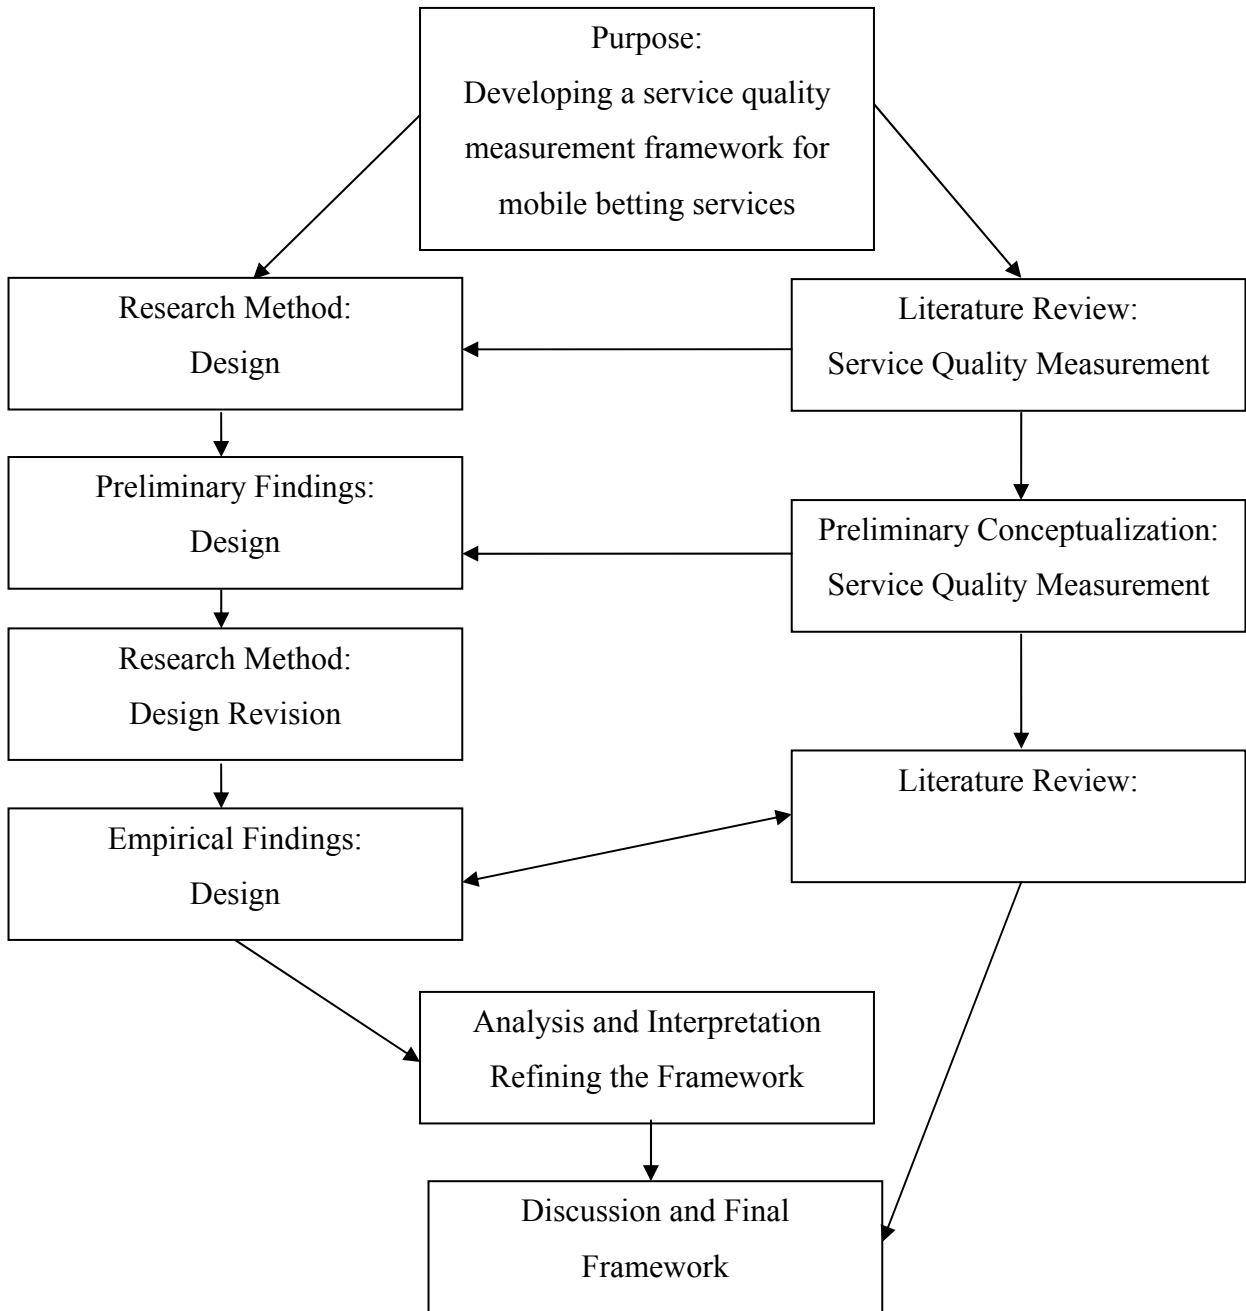 Purpose:
Developing a service quality
measurement framework for
mobile betting services
Research Method:
Design
Literature Review:
Service Quality Measurement
Preliminary Findings:
Design
Preliminary Conceptualization:
Service Quality Measurement
Research Method:
Design Revision
Literature Review:
Empirical Findings:
Design
Analysis and Interpretation
Refining the Framework
Discussion and Final
Framework